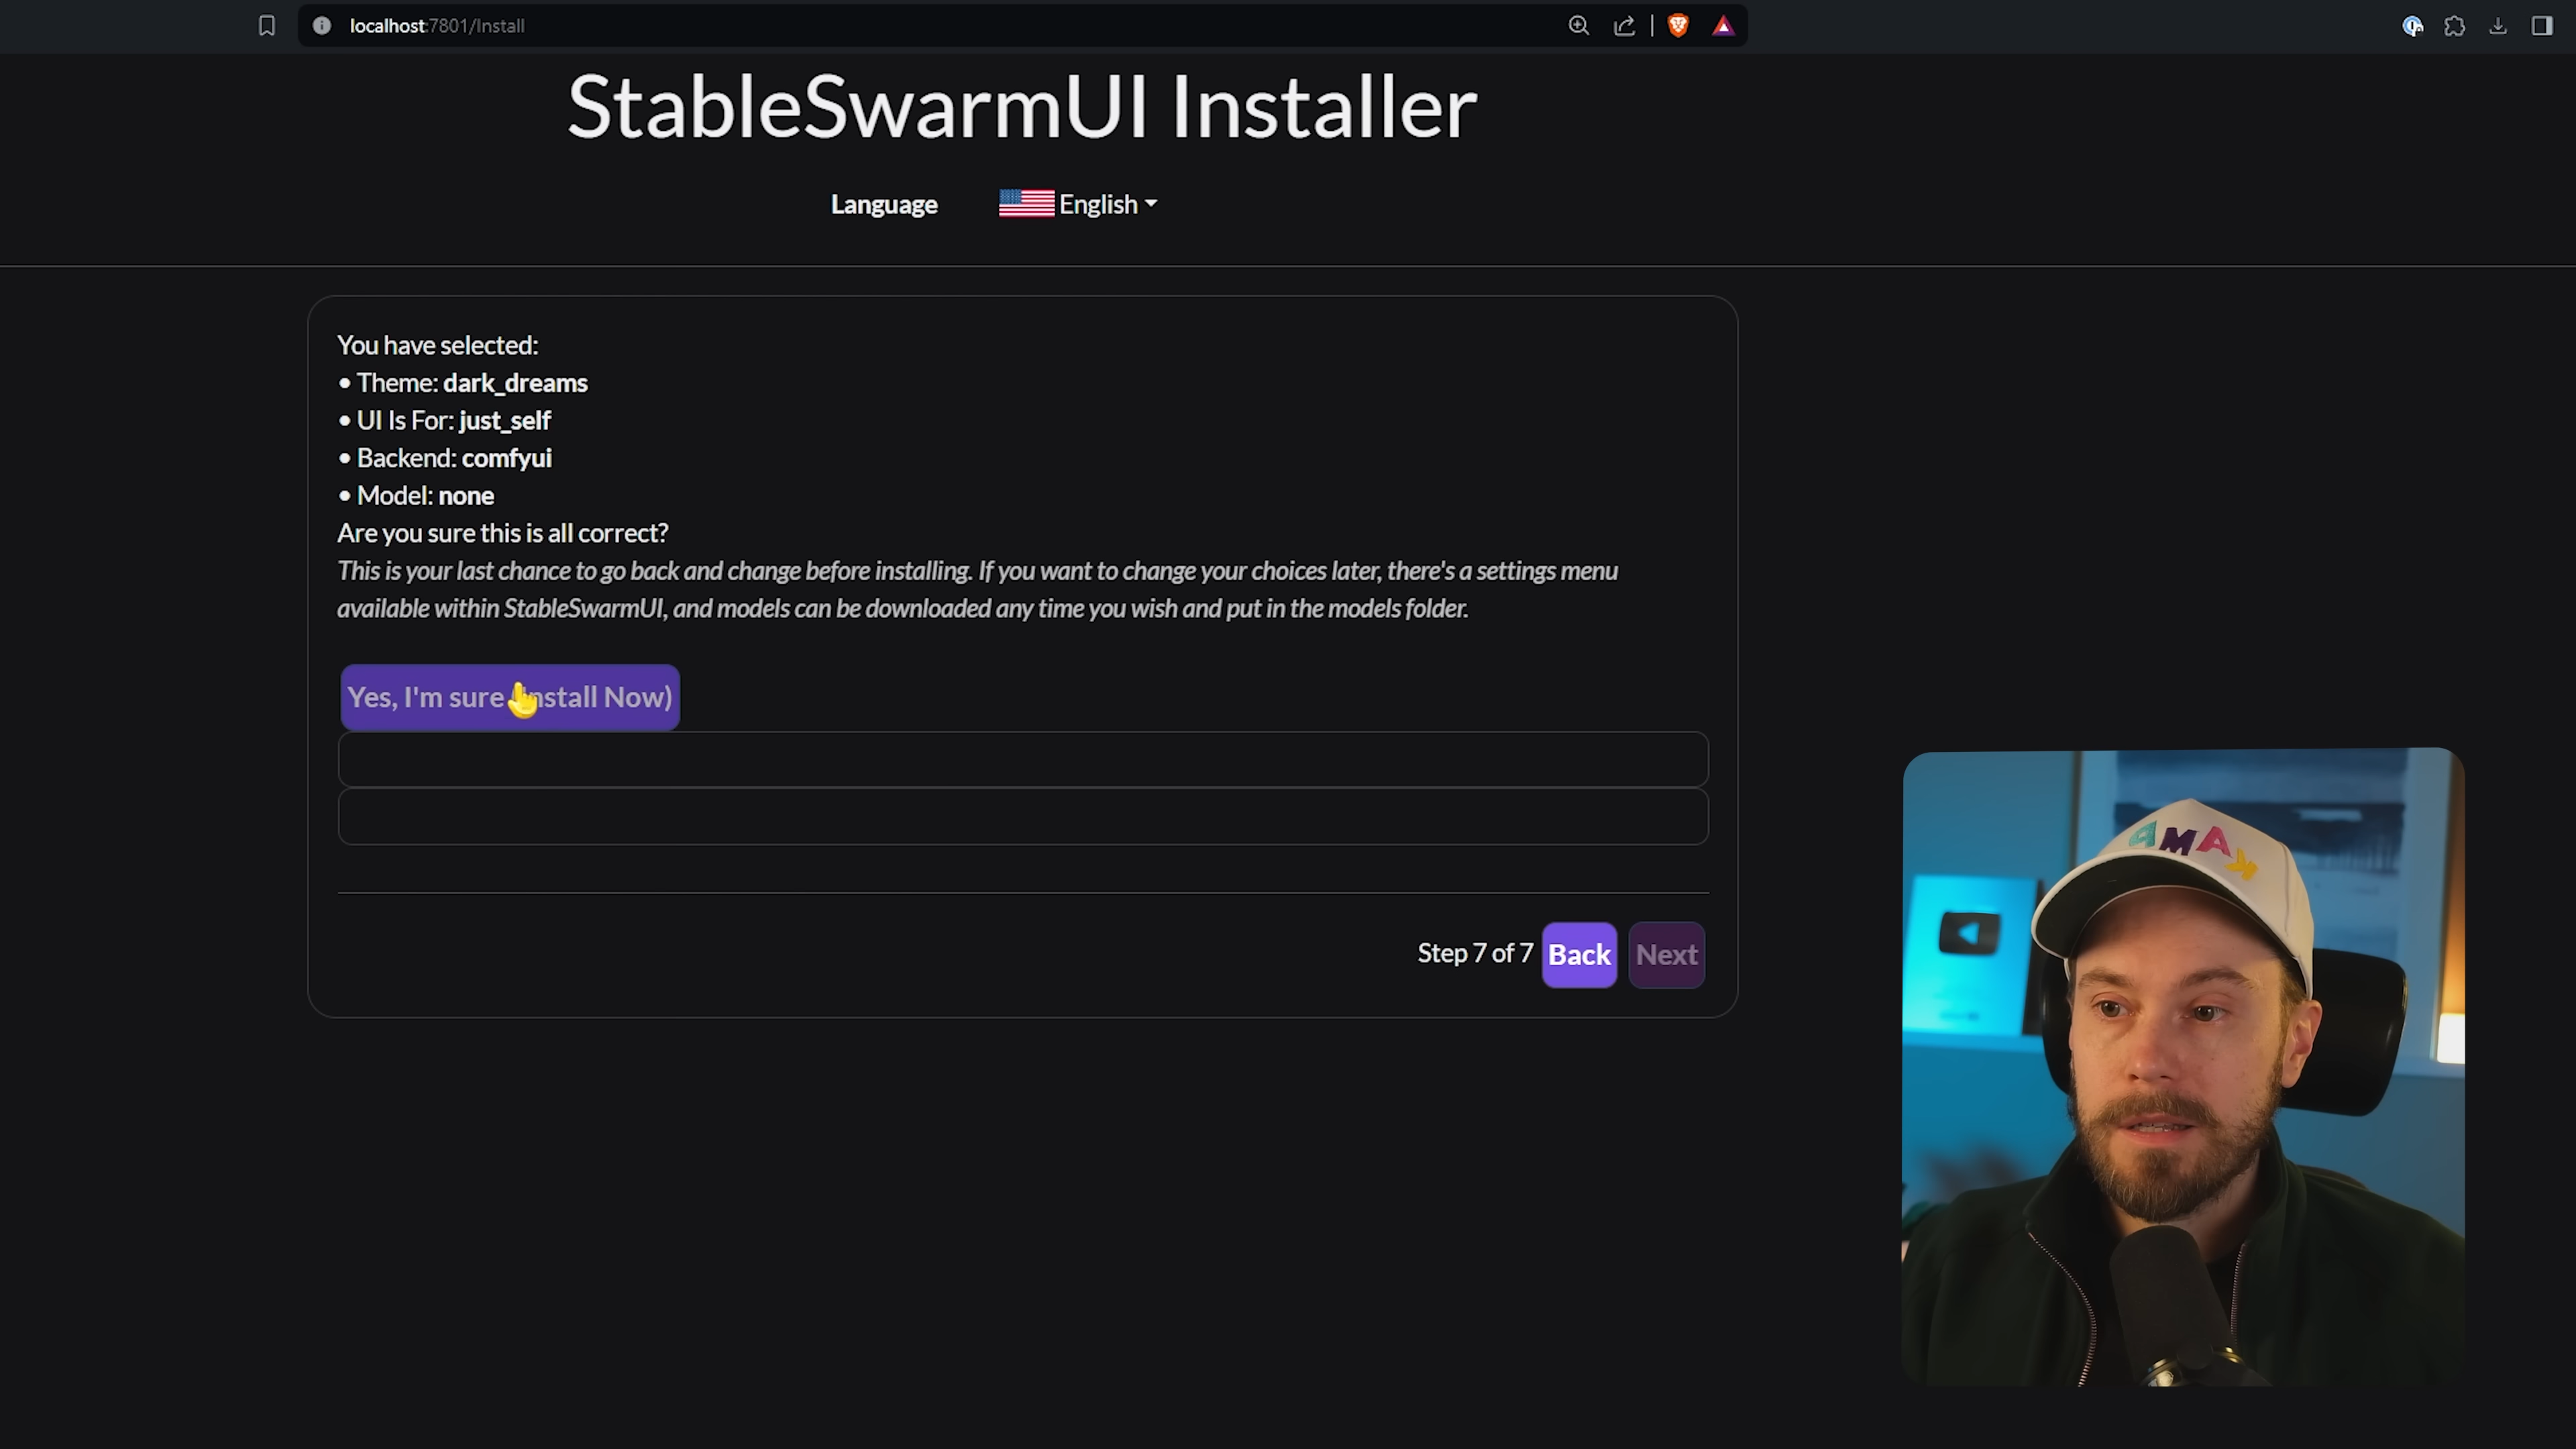 localhost:7801/Install
StableSwarmUI Installer
Language
English
You have selected:
• Theme: dark_dreams
• UI Is For: just_self
• Backend: comfyui
• Model: none
Are you sure this is all correct?
This is your last chance to go back and change before installing. If you want to change your choices later, there's a settings menu
available within StableSwarmUI, and models can be downloaded any time you wish and put in the models folder.
Yes, I'm sure (Install Now)
Step 7 of 7
Back
Next